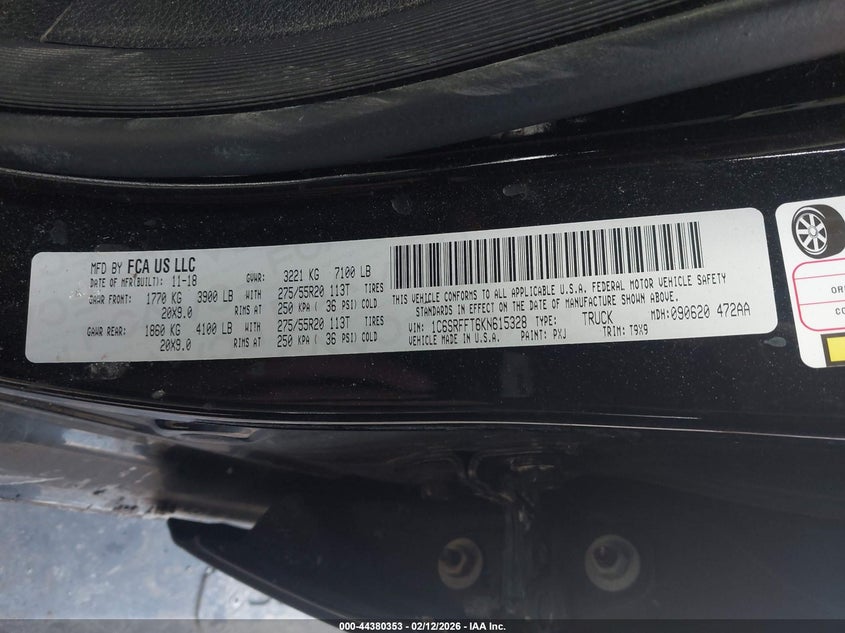 MFD BY FCA US LLC
DATE OF MFR(BUILT): 11-18
GVWR: 3221 KG 7100 LB
GAWR FRONT: 1770 KG 3900 LB WITH 275/55R20 113T TIRES
20X9.0 RIMS AT 250 KPA ( 36 PSI) COLD
GAWR REAR: 1860 KG 4100 LB WITH 275/55R20 113T TIRES
20X9.0 RIMS AT 250 KPA ( 36 PSI) COLD
THIS VEHICLE CONFORMS TO ALL APPLICABLE U.S.A. FEDERAL MOTOR VEHICLE SAFETY
STANDARDS IN EFFECT ON THE DATE OF MANUFACTURE SHOWN ABOVE.
VIN: 1C6SRFFT6KN615328 TYPE: TRUCK MDH:090620 472AA
VEHICLE MADE IN U.S.A. PAINT: PXJ TRIM: T9X9
000-44380353 - 02/12/2026 - IAA Inc.